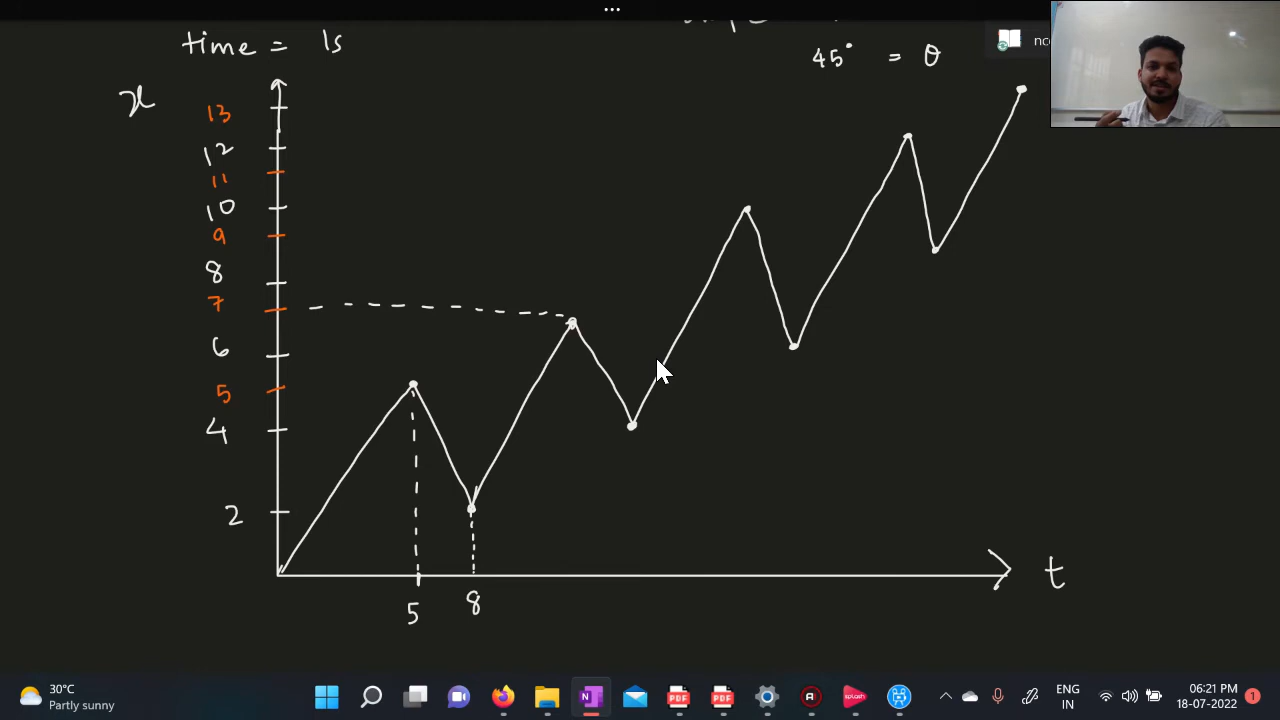 ...
time = 1s
45° = θ
x
13
12
11
10
9
8
7
6
5
4
2
5
8
t
30°C
Partly sunny
ENG
IN
06:21 PM
18-07-2022
1